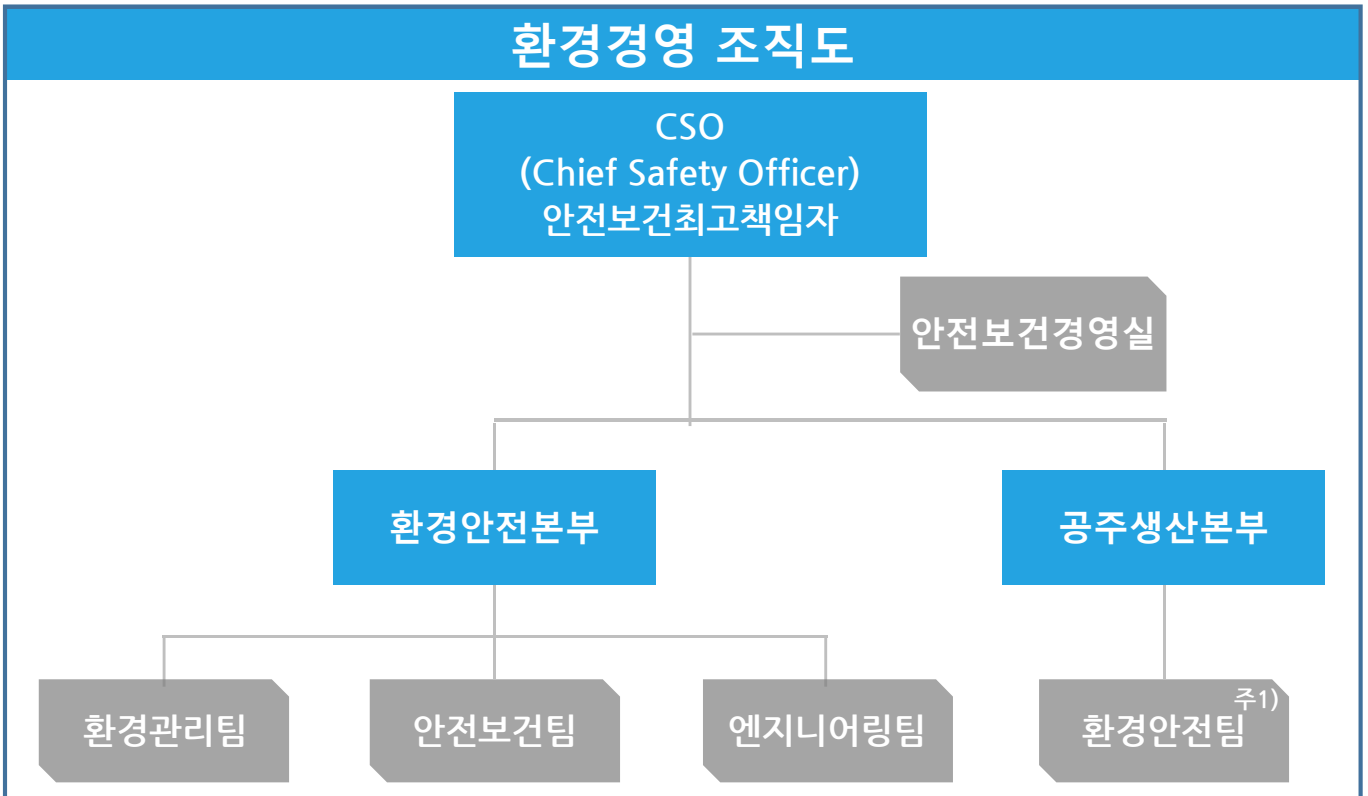 환경경영 조직도
CSO
(Chief Safety Officer)
안전보건최고책임자
안전보건경영실
환경안전본부
공주생산본부
환경관리팀
안전보건팀
엔지니어링팀
주1)
환경안전팀